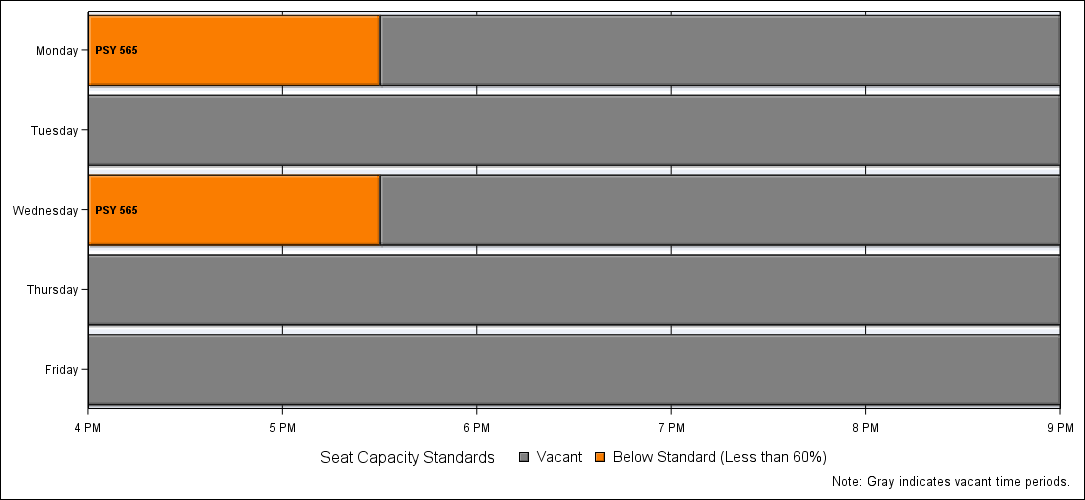 Monday
PSY 565
Tuesday
Wednesday
PSY 565
Thursday
Friday
4 PM 5 PM 6 PM 7 PM 8 PM 9 PM
Seat Capacity Standards Vacant Below Standard (Less than 60%)
Note: Gray indicates vacant time periods.